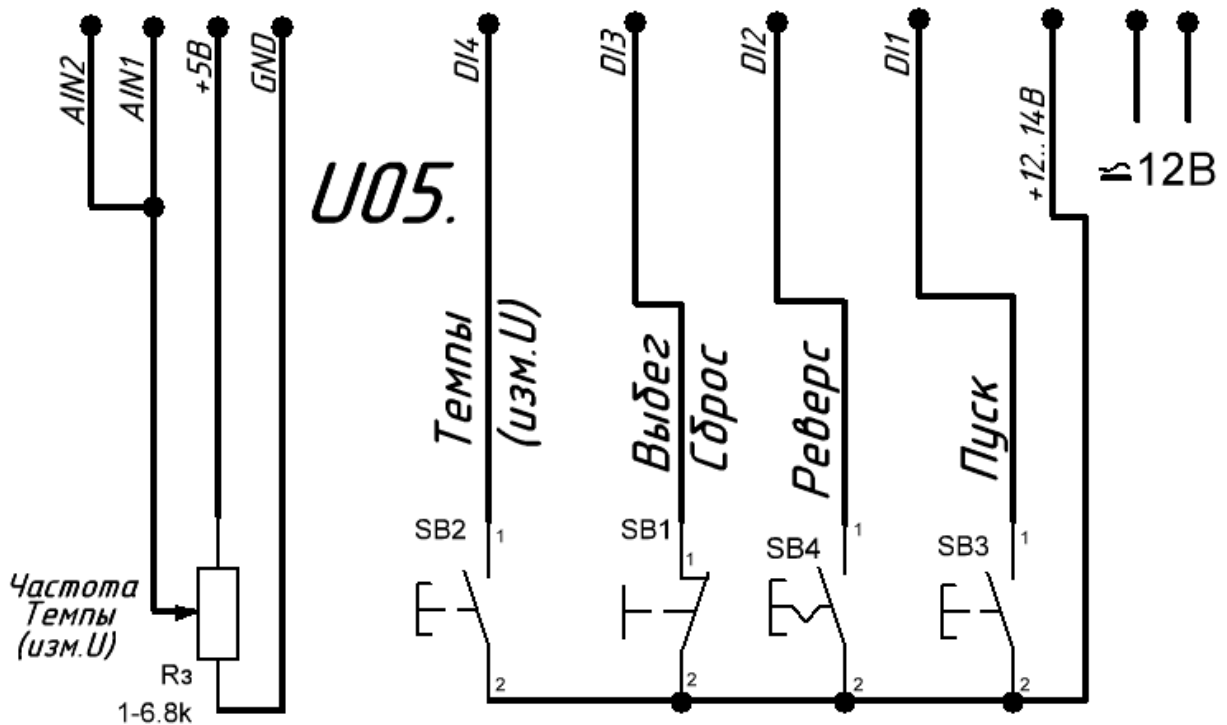 AIN2
AIN1
+5В
GND
DI4
DI3
DI2
DI1
+12..14В
12В
U05.
Темпы
(изм.U)
Выбег
Сброс
Реверс
Пуск
SB2
1
2
SB1
1
2
SB4
1
2
SB3
1
2
Частота
Темпы
(изм.U)
R3
1-6.8k